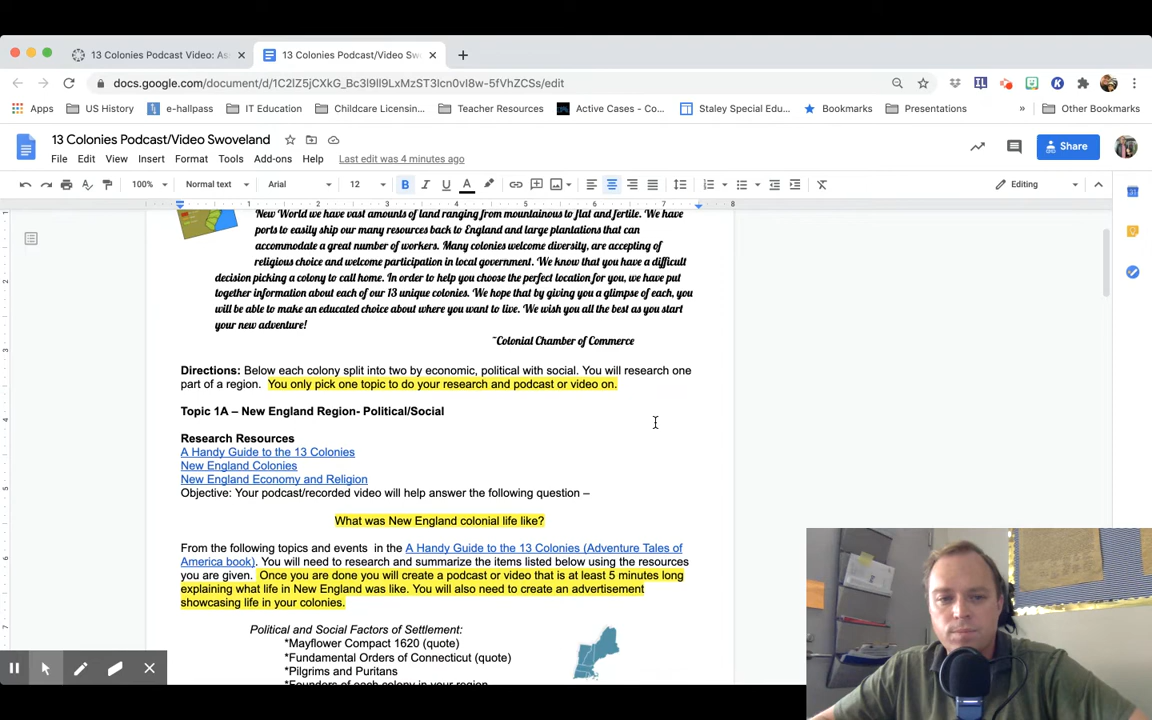 13 Colonies Podcast Video: As
13 Colonies Podcast/Video Sw
docs.google.com/document/d/1C2lZ5jCXkG_Bc3l9Il9LxMzST3Icn0vI8w-5fVhZCSs/edit
Apps US History e-hallpass IT Education Childcare Licensin... Teacher Resources Active Cases - Co... Staley Special Edu... Bookmarks Presentations » Other Bookmarks
13 Colonies Podcast/Video Swoveland
File Edit View Insert Format Tools Add-ons Help Last edit was 4 minutes ago
Share
100% Normal text Arial 12 B I U A Editing
1 2 3 4 5 6 7 8
New World we have vast amounts of land ranging from mountainous to flat and fertile. We have
ports to easily ship our many resources back to England and large plantations that can
accommodate a great number of workers. Many colonies welcome diversity, are accepting of
religious choice and welcome participation in local government. We know that you have a difficult
decision picking a colony to call home. In order to help you choose the perfect location for you, we have put
together information about each of our 13 unique colonies. We hope that by giving you a glimpse of each, you
will be able to make an educated choice about where you want to live. We wish you all the best as you start
your new adventure!
~Colonial Chamber of Commerce
Directions: Below each colony split into two by economic, political with social. You will research one
part of a region. You only pick one topic to do your research and podcast or video on.
Topic 1A – New England Region- Political/Social
Research Resources
A Handy Guide to the 13 Colonies
New England Colonies
New England Economy and Religion
Objective: Your podcast/recorded video will help answer the following question –
What was New England colonial life like?
From the following topics and events in the A Handy Guide to the 13 Colonies (Adventure Tales of
America book). You will need to research and summarize the items listed below using the resources
you are given. Once you are done you will create a podcast or video that is at least 5 minutes long
explaining what life in New England was like. You will also need to create an advertisement
showcasing life in your colonies.
Political and Social Factors of Settlement:
*Mayflower Compact 1620 (quote)
*Fundamental Orders of Connecticut (quote)
*Pilgrims and Puritans
*Founders of each colony in your region